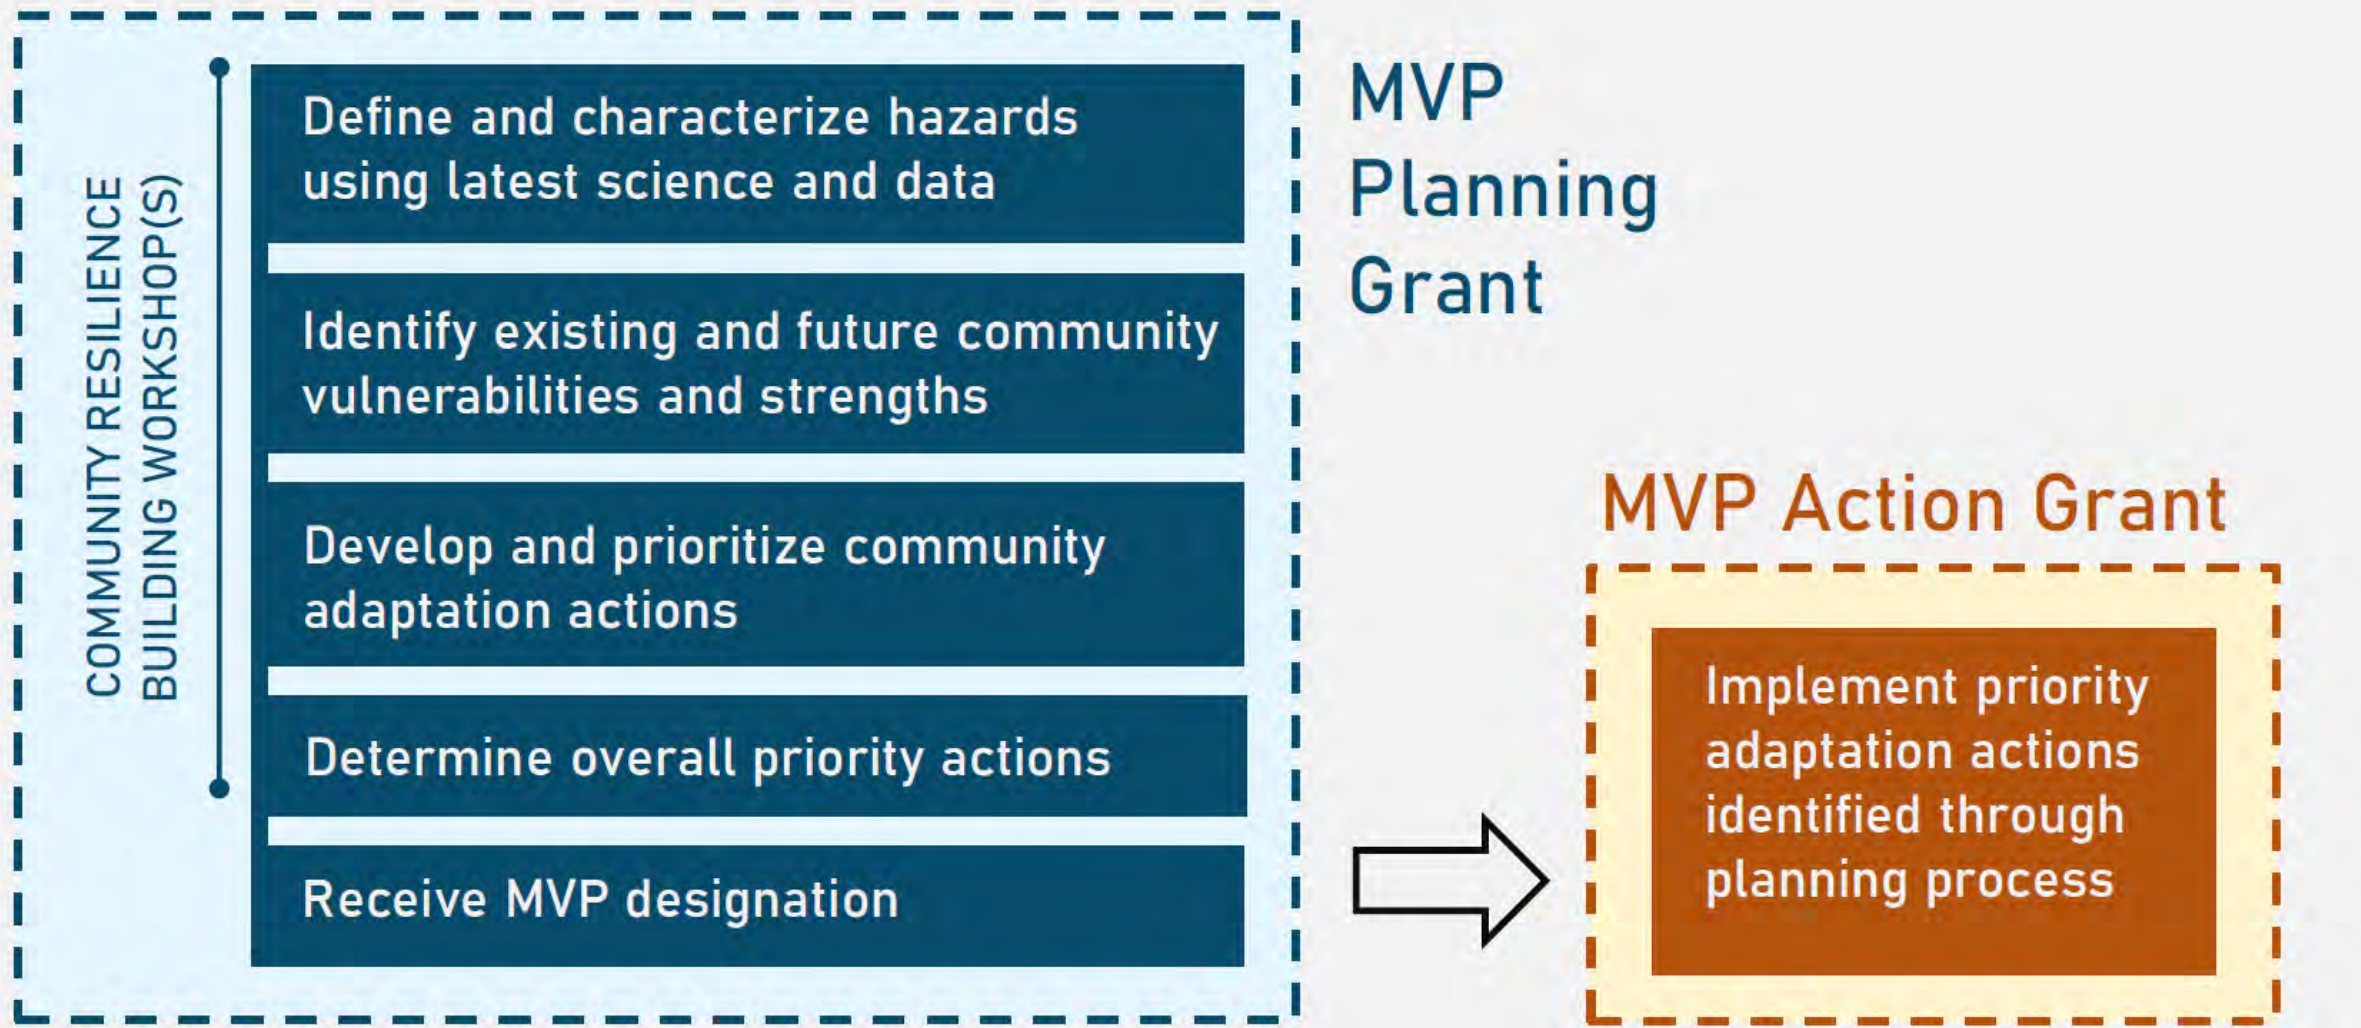 COMMUNITY RESILIENCE
BUILDING WORKSHOP(S)
Define and characterize hazards
using latest science and data
Identify existing and future community
vulnerabilities and strengths
Develop and prioritize community
adaptation actions
Determine overall priority actions
Receive MVP designation
MVP
Planning
Grant
MVP Action Grant
Implement priority
adaptation actions
identified through
planning process